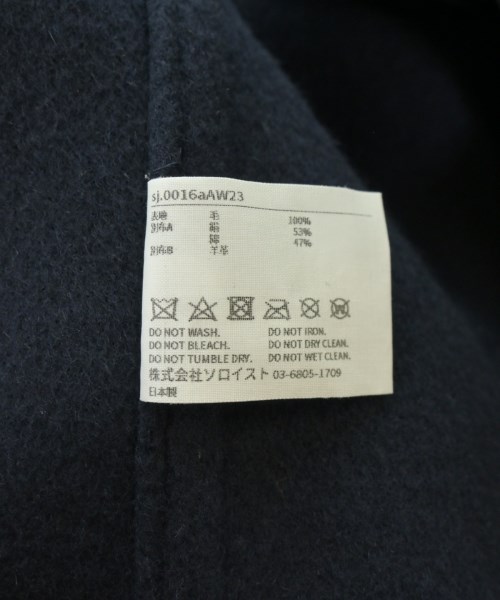 sj.0016aAW23
表地 毛 100%
別布A 絹 53%
綿 47%
別布B 羊革
DO NOT WASH. DO NOT IRON.
DO NOT BLEACH. DO NOT DRY CLEAN.
DO NOT TUMBLE DRY. DO NOT WET CLEAN.
株式会社ソロイスト 03-6805-1709
日本製